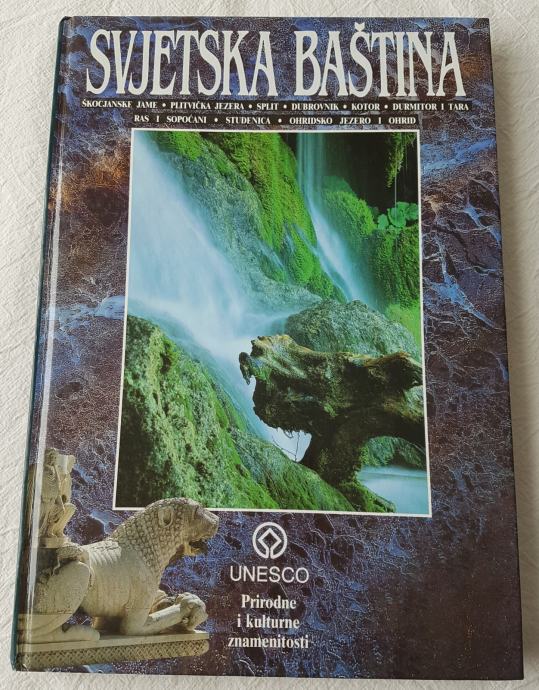 SVJETSKA BAŠTINA
ŠKOCJANSKE JAME • PLITVIČKA JEZERA • SPLIT • DUBROVNIK • KOTOR • DURMITOR I TARA
RAS I SOPOĆANI • STUDENICA • OHRIDSKO JEZERO I OHRID
UNESCO
Prirodne
i kulturne
znamenitosti